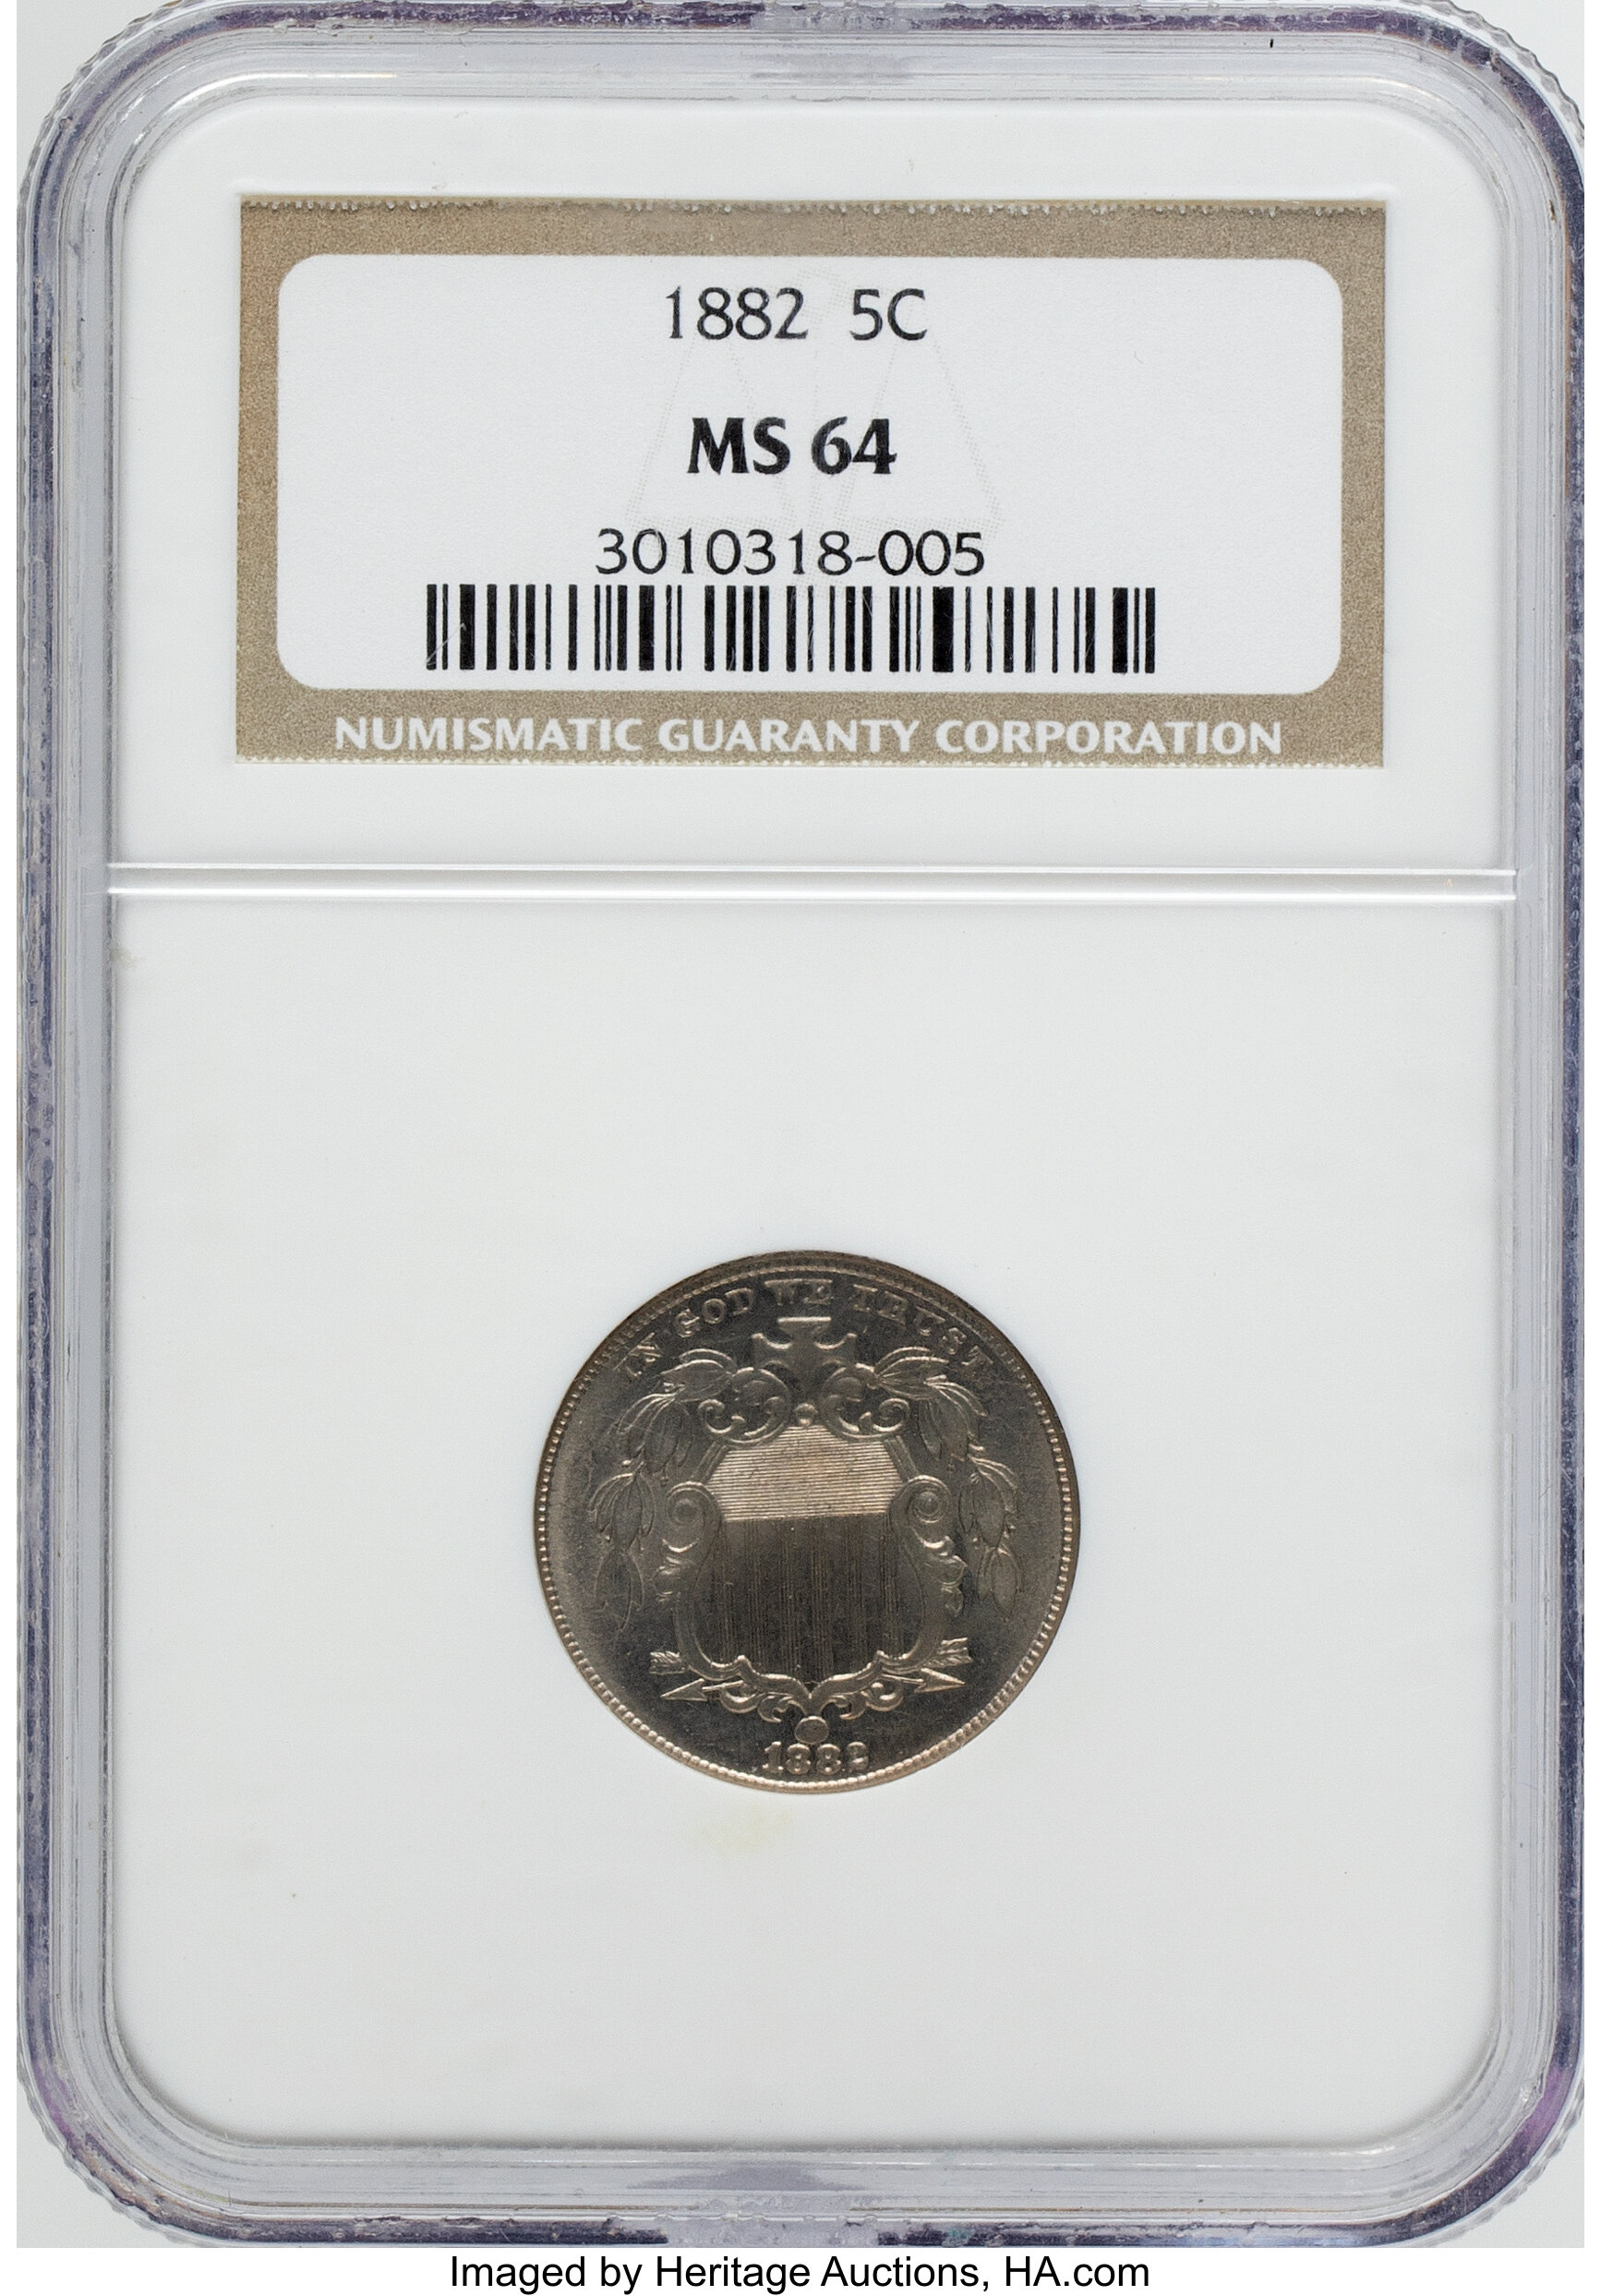 1882 5C
MS 64
3010318-005
NUMISMATIC GUARANTY CORPORATION
IN GOD WE TRUST
1882
Imaged by Heritage Auctions, HA.com